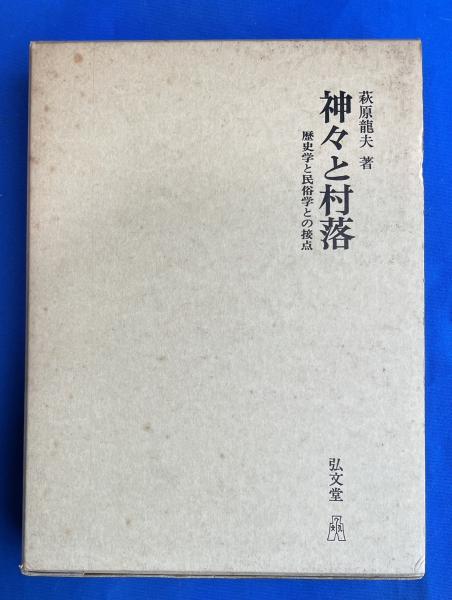 萩原龍夫 著
神々と村落
歴史学と民俗学との接点
弘文堂